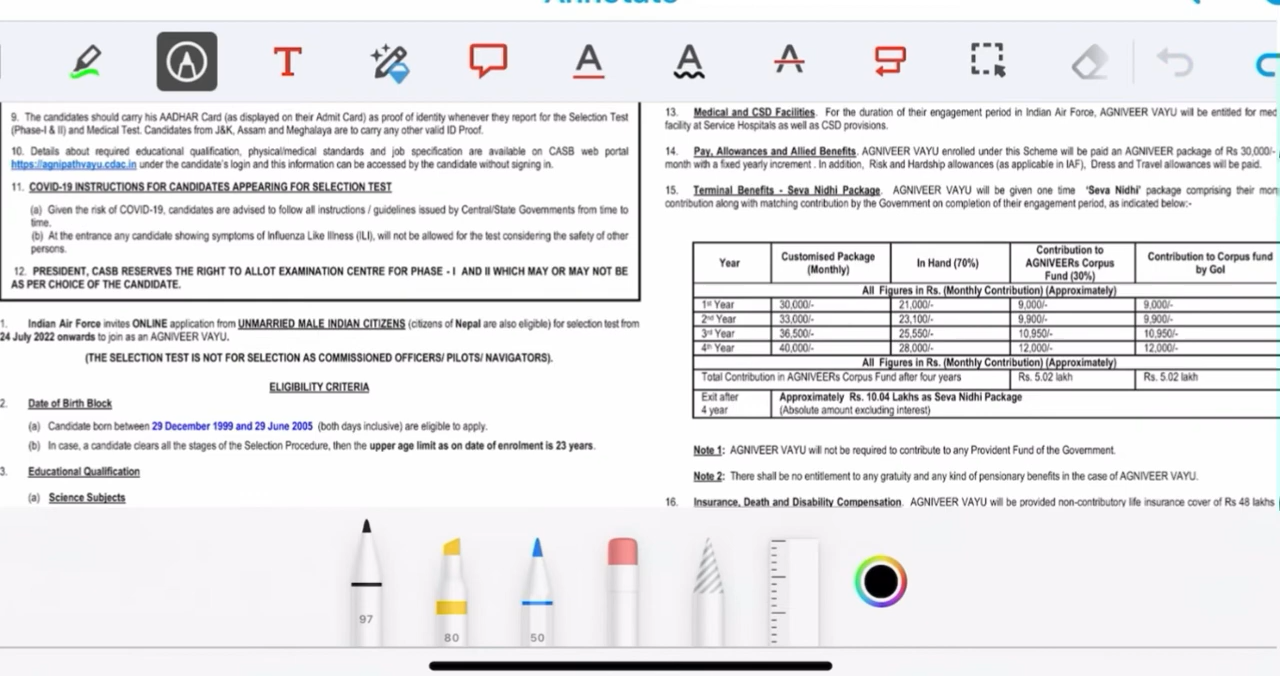 9. The candidates should carry his AADHAR Card (as displayed on their Admit Card) as proof of identity whenever they report for the Selection Test
(Phase-I & II) and Medical Test. Candidates from J&K, Assam and Meghalaya are to carry any other valid ID Proof.
10. Details about required educational qualification, physical/medical standards and job specification are available on CASB web portal
https://agnipathvayu.cdac.in under the candidate's login and this information can be accessed by the candidate without signing in.
11. COVID-19 INSTRUCTIONS FOR CANDIDATES APPEARING FOR SELECTION TEST
(a) Given the risk of COVID-19, candidates are advised to follow all instructions / guidelines issued by Central/State Governments from time to
time.
(b) At the entrance any candidate showing symptoms of Influenza Like Illness (ILI), will not be allowed for the test considering the safety of other
persons.
12. PRESIDENT, CASB RESERVES THE RIGHT TO ALLOT EXAMINATION CENTRE FOR PHASE - I AND II WHICH MAY OR MAY NOT BE
AS PER CHOICE OF THE CANDIDATE.
1. Indian Air Force invites ONLINE application from UNMARRIED MALE INDIAN CITIZENS (citizens of Nepal are also eligible) for selection test from
24 July 2022 onwards to join as an AGNIVEER VAYU.
(THE SELECTION TEST IS NOT FOR SELECTION AS COMMISSIONED OFFICERS/ PILOTS/ NAVIGATORS).
ELIGIBILITY CRITERIA
2. Date of Birth Block
(a) Candidate born between 29 December 1999 and 29 June 2005 (both days inclusive) are eligible to apply.
(b) In case, a candidate clears all the stages of the Selection Procedure, then the upper age limit as on date of enrolment is 23 years.
3. Educational Qualification
(a) Science Subjects
13. Medical and CSD Facilities. For the duration of their engagement period in Indian Air Force, AGNIVEER VAYU will be entitled for med
facility at Service Hospitals as well as CSD provisions.
14. Pay, Allowances and Allied Benefits. AGNIVEER VAYU enrolled under this Scheme will be paid an AGNIVEER package of Rs 30,000/-
month with a fixed yearly increment. In addition, Risk and Hardship allowances (as applicable in IAF), Dress and Travel allowances will be paid.
15. Terminal Benefits - Seva Nidhi Package. AGNIVEER VAYU will be given one time 'Seva Nidhi' package comprising their mon
contribution along with matching contribution by the Government on completion of their engagement period, as indicated below:-
Year Customised Package (Monthly) In Hand (70%) Contribution to AGNIVEERs Corpus Fund (30%) Contribution to Corpus fund by GoI
All Figures in Rs. (Monthly Contribution) (Approximately)
1st Year 30,000/- 21,000/- 9,000/- 9,000/-
2nd Year 33,000/- 23,100/- 9,900/- 9,900/-
3rd Year 36,500/- 25,550/- 10,950/- 10,950/-
4th Year 40,000/- 28,000/- 12,000/- 12,000/-
All Figures in Rs. (Monthly Contribution) (Approximately)
Total Contribution in AGNIVEERs Corpus Fund after four years Rs. 5.02 lakh Rs. 5.02 lakh
Exit after 4 year Approximately Rs. 10.04 Lakhs as Seva Nidhi Package
(Absolute amount excluding interest)
Note 1: AGNIVEER VAYU will not be required to contribute to any Provident Fund of the Government.
Note 2: There shall be no entitlement to any gratuity and any kind of pensionary benefits in the case of AGNIVEER VAYU.
16. Insurance, Death and Disability Compensation. AGNIVEER VAYU will be provided non-contributory life insurance cover of Rs 48 lakhs
97
80
50